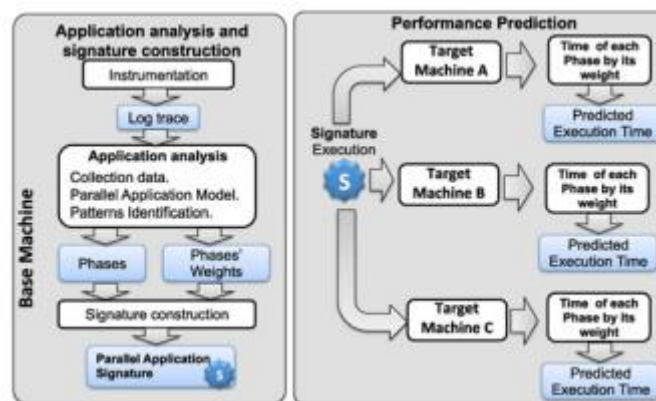 Application analysis and
signature construction
Instrumentation
Log trace
Application analysis
Collection data.
Parallel Application Model.
Patterns Identification.
Phases
Phases'
Weights
Signature construction
Parallel Application
Signature
S
Base Machine
Performance Prediction
Signature
Execution
S
Target
Machine A
Time of each
Phase by its
weight
Predicted
Execution Time
Target
Machine B
Time of each
Phase by its
weight
Predicted
Execution Time
Target
Machine C
Time of each
Phase by its
weight
Predicted
Execution Time